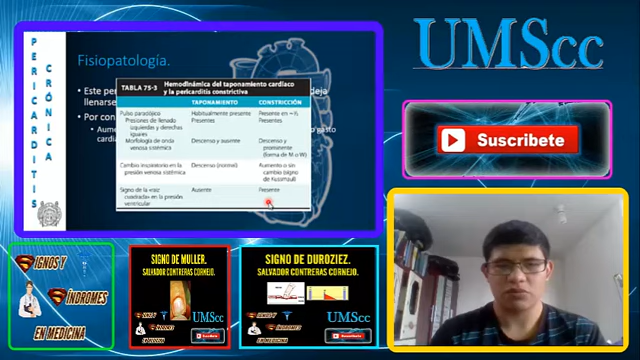 PERICARDITIS
CRÓNICA
Fisiopatología.
• Este pe
deja
llenarse
• Por con
Aume
gasto
cardía
TABLA 75-3 Hemodinámica del taponamiento cardíaco
y la pericarditis constrictiva
TAPONAMIENTO CONSTRICCIÓN
Pulso paradójico Habitualmente presente Presente en ~⅓
Presiones de llenado Presentes Presentes
izquierdas y derechas
iguales
Morfología de onda Descenso y ausente Descenso y
venosa sistémica prominente
(forma de M o W)
Cambio inspiratorio en la Descenso (normal) Aumento o sin
presión venosa sistémica cambio (signo
de Kussmaul)
Signo de la «raíz Ausente Presente
cuadrada» en la presión
ventricular
UMScc
Suscribete
SIGNOS Y
SÍNDROMES
EN MEDICINA
SIGNO DE MULLER.
SALVADOR CONTRERAS CORNEJO.
UMScc
SIGNO DE DUROZIEZ.
SALVADOR CONTRERAS CORNEJO.
UMScc